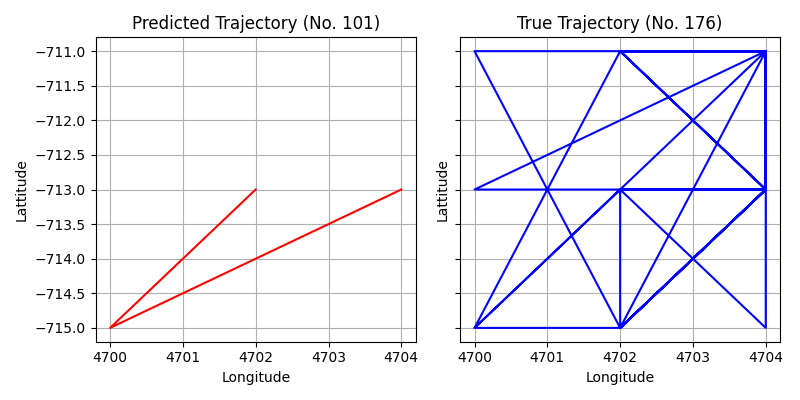 Predicted Trajectory (No. 101)
−711.0
−711.5
−712.0
−712.5
−713.0
−713.5
−714.0
−714.5
−715.0
Lattitude
4700 4701 4702 4703 4704
Longitude
True Trajectory (No. 176)
Lattitude
4700 4701 4702 4703 4704
Longitude